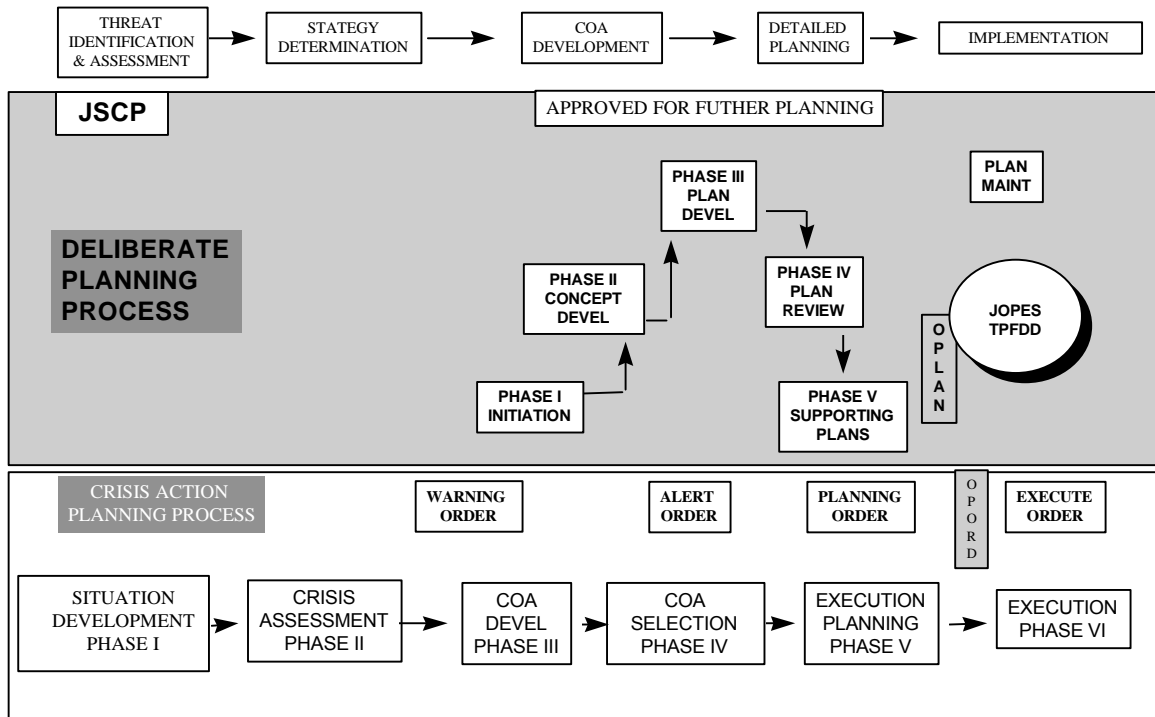 THREAT
IDENTIFICATION
& ASSESSMENT
STATEGY
DETERMINATION
COA
DEVELOPMENT
DETAILED
PLANNING
IMPLEMENTATION
JSCP
APPROVED FOR FUTHER PLANNING
DELIBERATE
PLANNING
PROCESS
PHASE I
INITIATION
PHASE II
CONCEPT
DEVEL
PHASE III
PLAN
DEVEL
PHASE IV
PLAN
REVIEW
PHASE V
SUPPORTING
PLANS
PLAN
MAINT
JOPES
TPFDD
O
P
L
A
N
CRISIS ACTION
PLANNING PROCESS
WARNING
ORDER
ALERT
ORDER
PLANNING
ORDER
O
P
O
R
D
EXECUTE
ORDER
SITUATION
DEVELOPMENT
PHASE I
CRISIS
ASSESSMENT
PHASE II
COA
DEVEL
PHASE III
COA
SELECTION
PHASE IV
EXECUTION
PLANNING
PHASE V
EXECUTION
PHASE VI